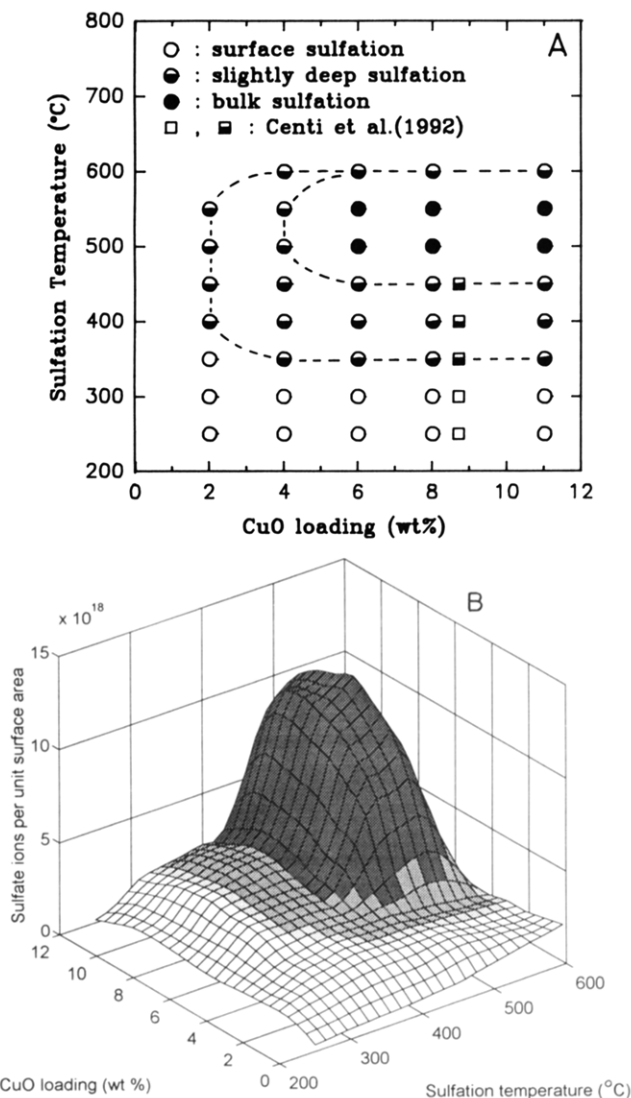 A
○ : surface sulfation
◒ : slightly deep sulfation
● : bulk sulfation
□ , ⬓ : Centi et al.(1992)
Sulfation Temperature (°C)
800
700
600
500
400
300
200
0 2 4 6 8 10 12
CuO loading (wt%)
B
x 10^18
Sulfate ions per unit surface area
15
10
5
0
12
10
8
6
4
2
0
200
300
400
500
600
CuO loading (wt %)
Sulfation temperature (°C)